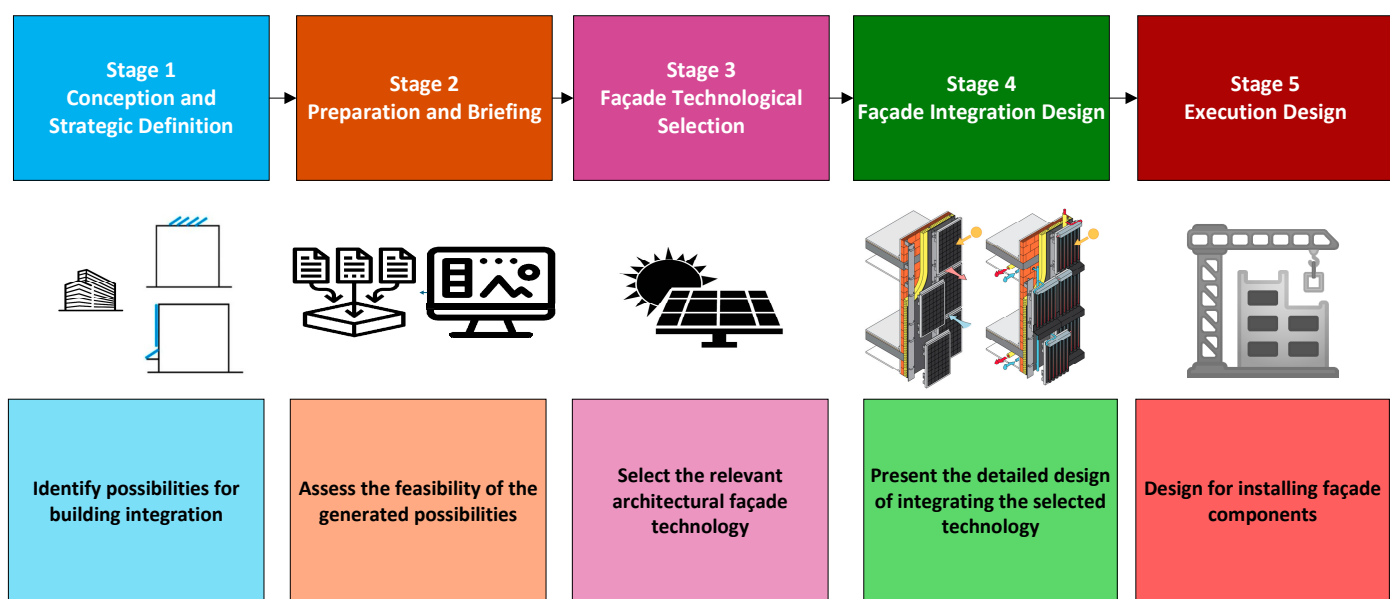 Stage 1
Conception and
Strategic Definition
Stage 2
Preparation and Briefing
Stage 3
Façade Technological
Selection
Stage 4
Façade Integration Design
Stage 5
Execution Design
Identify possibilities for
building integration
Assess the feasibility of the
generated possibilities
Select the relevant
architectural façade
technology
Present the detailed design
of integrating the selected
technology
Design for installing façade
components